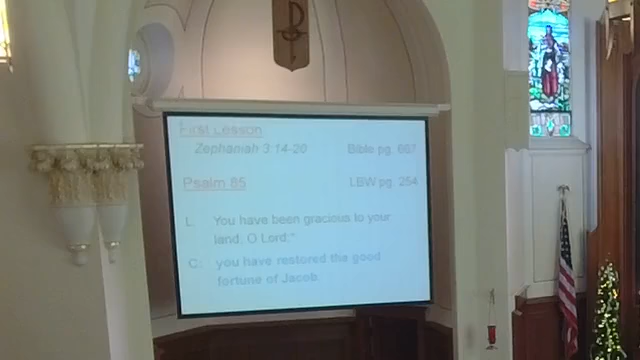 First Lesson
Zephaniah 3:14-20 Bible pg. 667
Psalm 85 LBW pg. 254
L: You have been gracious to your
land, O Lord,*
C: you have restored the good
fortune of Jacob.